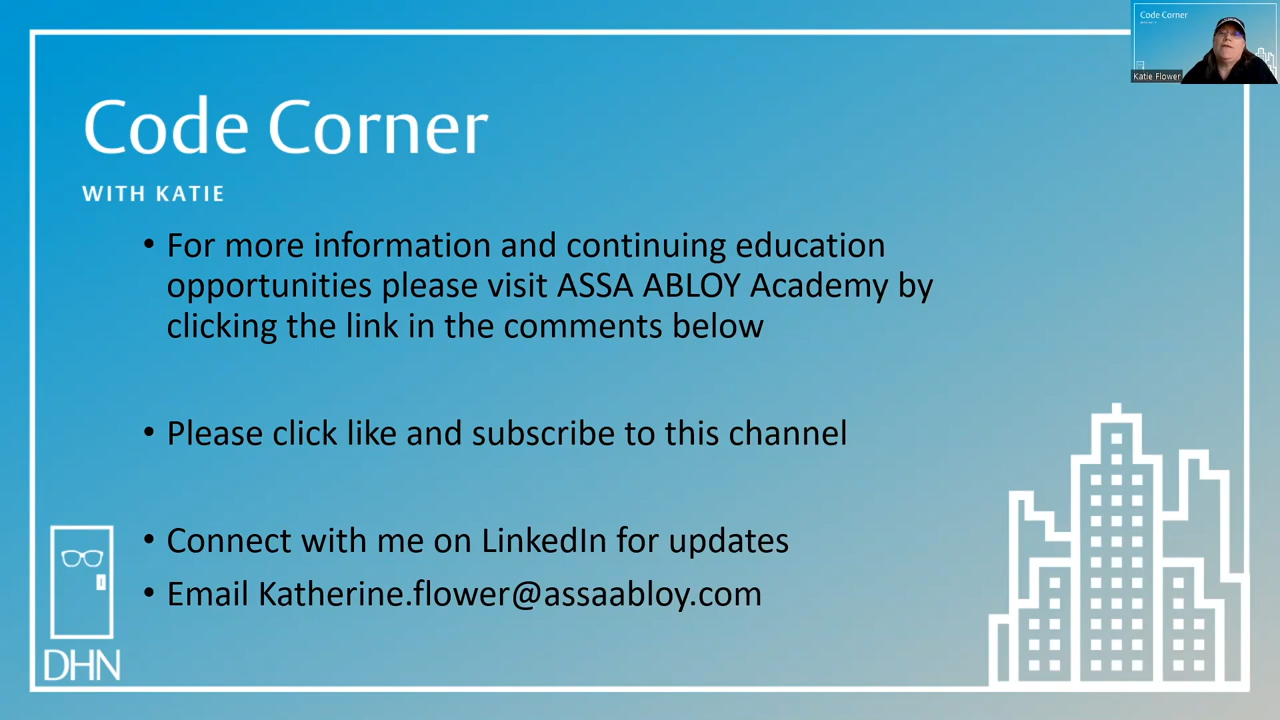 Code Corner
Katie Flower
Code Corner
WITH KATIE
• For more information and continuing education
opportunities please visit ASSA ABLOY Academy by
clicking the link in the comments below
• Please click like and subscribe to this channel
• Connect with me on LinkedIn for updates
• Email Katherine.flower@assaabloy.com
DHN